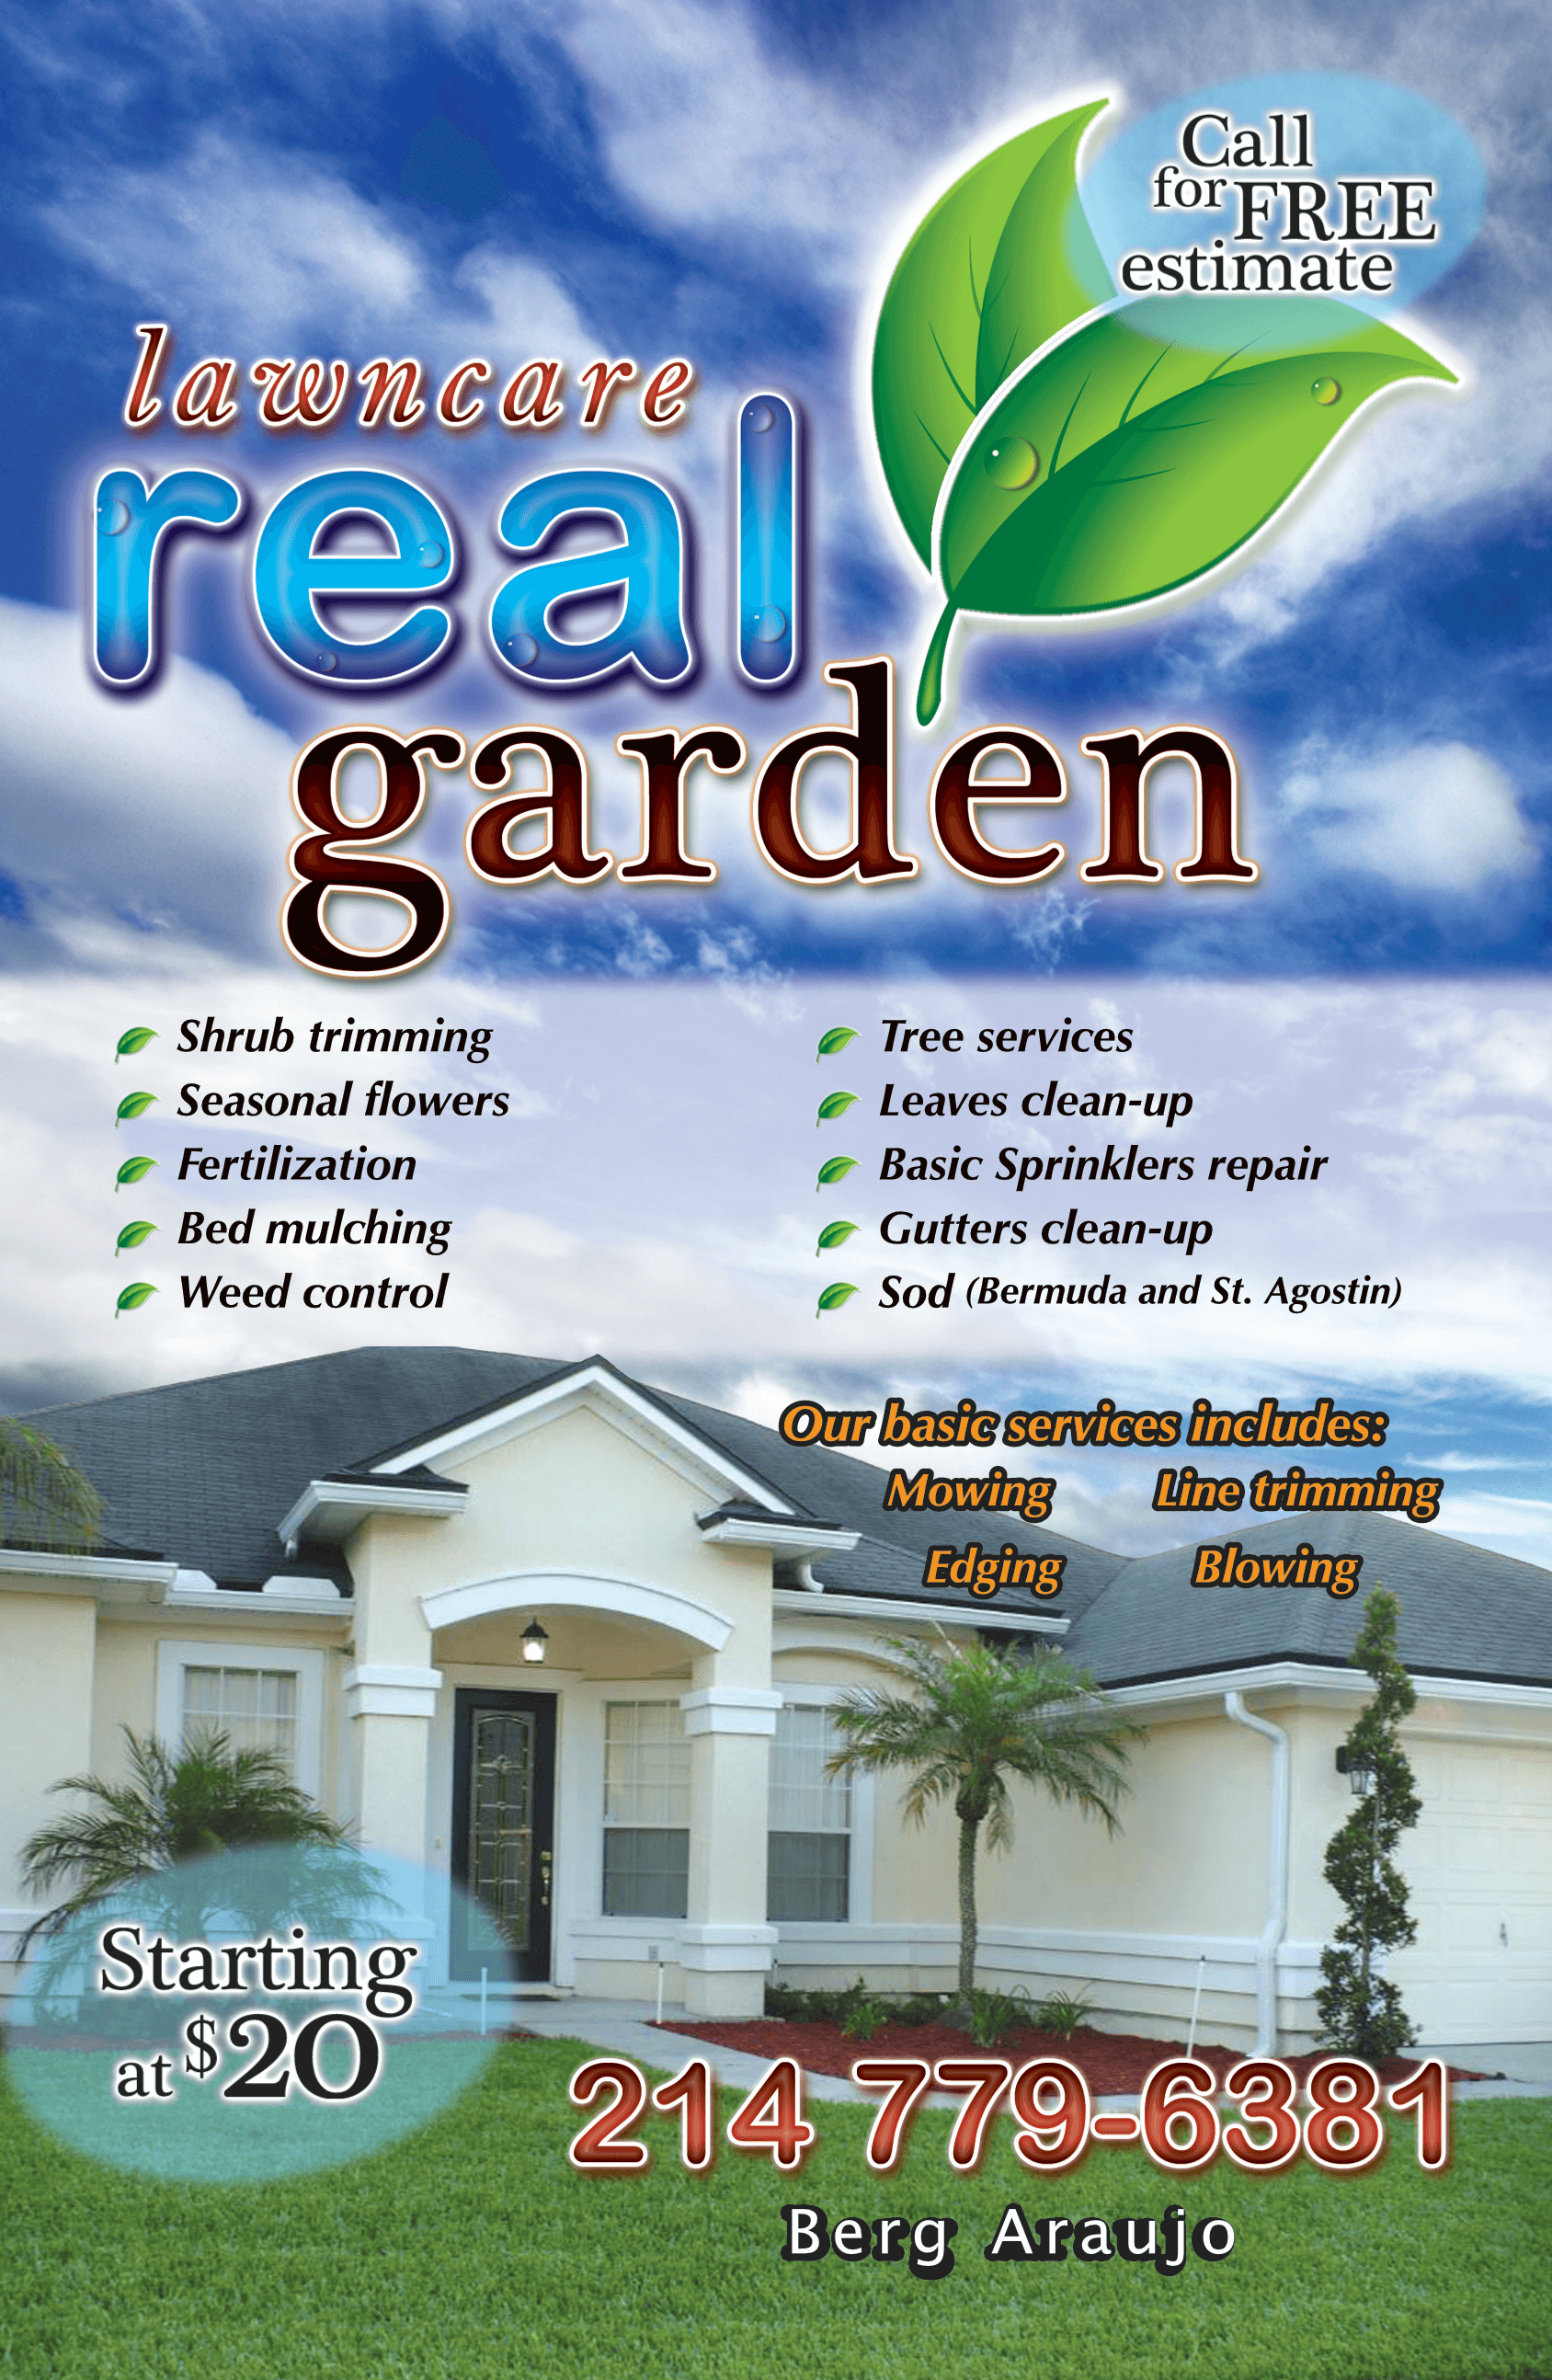 Call
for FREE
estimate
lawncare
real
garden
Shrub trimming
Seasonal flowers
Fertilization
Bed mulching
Weed control
Tree services
Leaves clean-up
Basic Sprinklers repair
Gutters clean-up
Sod (Bermuda and St. Agostin)
Our basic services includes:
Mowing Line trimming
Edging Blowing
Starting
at $20
214 779-6381
Berg Araujo